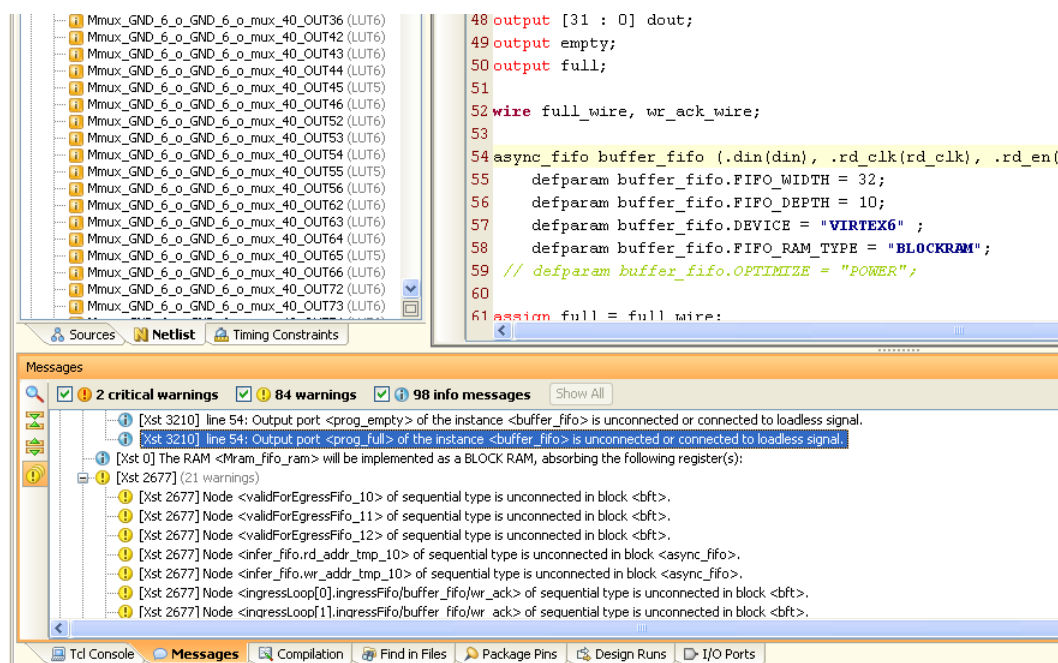 Mmux_GND_6_o_GND_6_o_mux_40_OUT36 (LUT6)
Mmux_GND_6_o_GND_6_o_mux_40_OUT42 (LUT6)
Mmux_GND_6_o_GND_6_o_mux_40_OUT43 (LUT6)
Mmux_GND_6_o_GND_6_o_mux_40_OUT44 (LUT6)
Mmux_GND_6_o_GND_6_o_mux_40_OUT45 (LUT5)
Mmux_GND_6_o_GND_6_o_mux_40_OUT46 (LUT6)
Mmux_GND_6_o_GND_6_o_mux_40_OUT52 (LUT6)
Mmux_GND_6_o_GND_6_o_mux_40_OUT53 (LUT6)
Mmux_GND_6_o_GND_6_o_mux_40_OUT54 (LUT6)
Mmux_GND_6_o_GND_6_o_mux_40_OUT55 (LUT5)
Mmux_GND_6_o_GND_6_o_mux_40_OUT56 (LUT6)
Mmux_GND_6_o_GND_6_o_mux_40_OUT62 (LUT6)
Mmux_GND_6_o_GND_6_o_mux_40_OUT63 (LUT6)
Mmux_GND_6_o_GND_6_o_mux_40_OUT64 (LUT6)
Mmux_GND_6_o_GND_6_o_mux_40_OUT65 (LUT5)
Mmux_GND_6_o_GND_6_o_mux_40_OUT66 (LUT6)
Mmux_GND_6_o_GND_6_o_mux_40_OUT72 (LUT6)
Mmux_GND_6_o_GND_6_o_mux_40_OUT73 (LUT6)
Sources Netlist Timing Constraints
48 output [31 : 0] dout;
49 output empty;
50 output full;
51
52 wire full_wire, wr_ack_wire;
53
54 async_fifo buffer_fifo (.din(din), .rd_clk(rd_clk), .rd_en(
55 defparam buffer_fifo.FIFO_WIDTH = 32;
56 defparam buffer_fifo.FIFO_DEPTH = 10;
57 defparam buffer_fifo.DEVICE = "VIRTEX6" ;
58 defparam buffer_fifo.FIFO_RAM_TYPE = "BLOCKRAM";
59 // defparam buffer_fifo.OPTIMIZE = "POWER";
60
61 assign full = full_wire;
Messages
2 critical warnings 84 warnings 98 info messages Show All
[Xst 3210] line 54: Output port <prog_empty> of the instance <buffer_fifo> is unconnected or connected to loadless signal.
[Xst 3210] line 54: Output port <prog_full> of the instance <buffer_fifo> is unconnected or connected to loadless signal.
[Xst 0] The RAM <Mram_fifo_ram> will be implemented as a BLOCK RAM, absorbing the following register(s):
[Xst 2677] (21 warnings)
[Xst 2677] Node <validForEgressFifo_10> of sequential type is unconnected in block <bft>.
[Xst 2677] Node <validForEgressFifo_11> of sequential type is unconnected in block <bft>.
[Xst 2677] Node <validForEgressFifo_12> of sequential type is unconnected in block <bft>.
[Xst 2677] Node <infer_fifo.rd_addr_tmp_10> of sequential type is unconnected in block <async_fifo>.
[Xst 2677] Node <infer_fifo.wr_addr_tmp_10> of sequential type is unconnected in block <async_fifo>.
[Xst 2677] Node <ingressLoop[0].ingressFifo/buffer_fifo/wr_ack> of sequential type is unconnected in block <bft>.
[Xst 2677] Node <ingressLoop[1].ingressFifo/buffer_fifo/wr_ack> of sequential type is unconnected in block <bft>.
Tcl Console Messages Compilation Find in Files Package Pins Design Runs I/O Ports